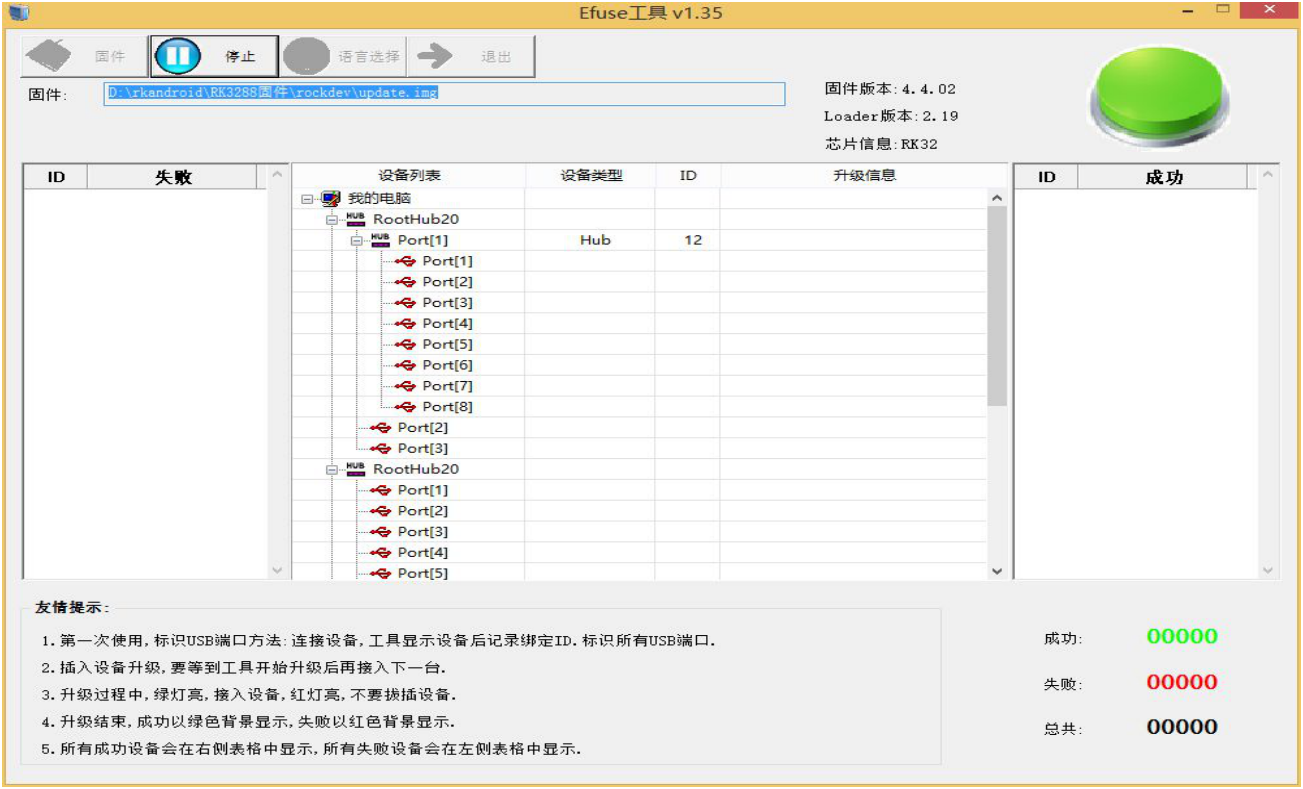 Efuse工具 v1.35
固件 停止 语言选择 退出
固件: D:\rkandroid\RK3288固件\rockdev\update.img
固件版本:4.4.02
Loader版本:2.19
芯片信息:RK32
ID 失败
设备列表 设备类型 ID 升级信息
我的电脑
HUB RootHub20
HUB Port[1] Hub 12
Port[1]
Port[2]
Port[3]
Port[4]
Port[5]
Port[6]
Port[7]
Port[8]
Port[2]
Port[3]
HUB RootHub20
Port[1]
Port[2]
Port[3]
Port[4]
Port[5]
ID 成功
友情提示:
1.第一次使用,标识USB端口方法:连接设备,工具显示设备后记录绑定ID.标识所有USB端口.
2.插入设备升级,要等到工具开始升级后再接入下一台.
3.升级过程中,绿灯亮,接入设备,红灯亮,不要拔插设备.
4.升级结束,成功以绿色背景显示,失败以红色背景显示.
5.所有成功设备会在右侧表格中显示,所有失败设备会在左侧表格中显示.
成功: 00000
失败: 00000
总共: 00000